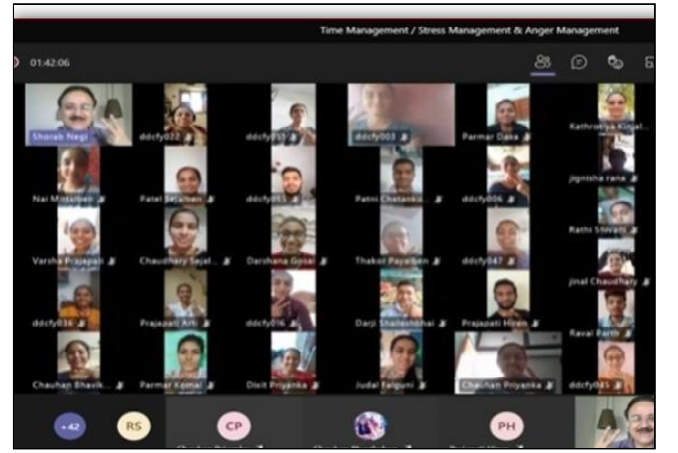 Time Management / Stress Management & Anger Management
01:42:06
Shorab Negi ddcfy022 ddcfy003 Parmar Daxa Kathrotiya Kinjal...
Nai Mittalben Patel Sejalben Patni Chetanku... ddcfy006 jignisha rana
Rathi Shivani
Varsha Prajapati Chaudhary Sejal... Darshana Gosai Thakor Payalben ddcfy047
jinal Chaudhary
ddcfy036 Prajapati Arti ddcfy016 Darji Shaileshbhai Prajapati Hiren
Raval Parth
Chauhan Bhavik... Parmar Komal Dixit Priyanka Judal Falguni Chauhan Priyanka ddcfy045
+42 RS CP PH